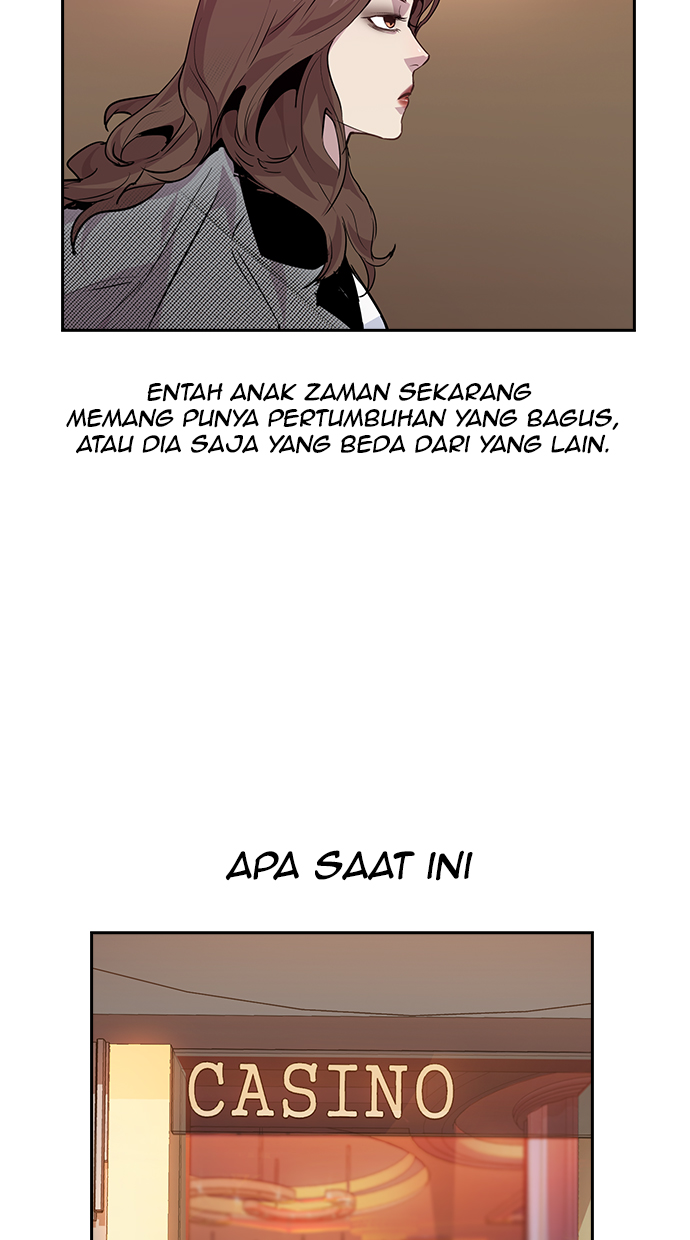 ENTAH ANAK ZAMAN SEKARANG
MEMANG PUNYA PERTUMBUHAN YANG BAGUS,
ATAU DIA SAJA YANG BEDA DARI YANG LAIN.
APA SAAT INI
CASINO